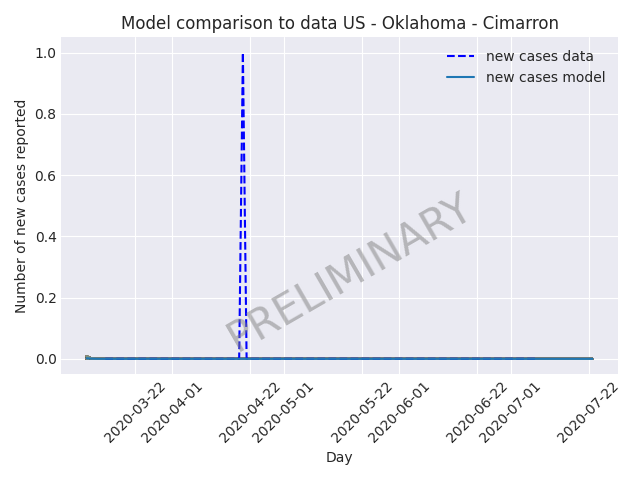 Model comparison to data US - Oklahoma - Cimarron
new cases data
new cases model
Number of new cases reported
1.0
0.8
0.6
0.4
0.2
0.0
PRELIMINARY
2020-03-22
2020-04-01
2020-04-22
2020-05-01
2020-05-22
2020-06-01
2020-06-22
2020-07-01
2020-07-22
Day